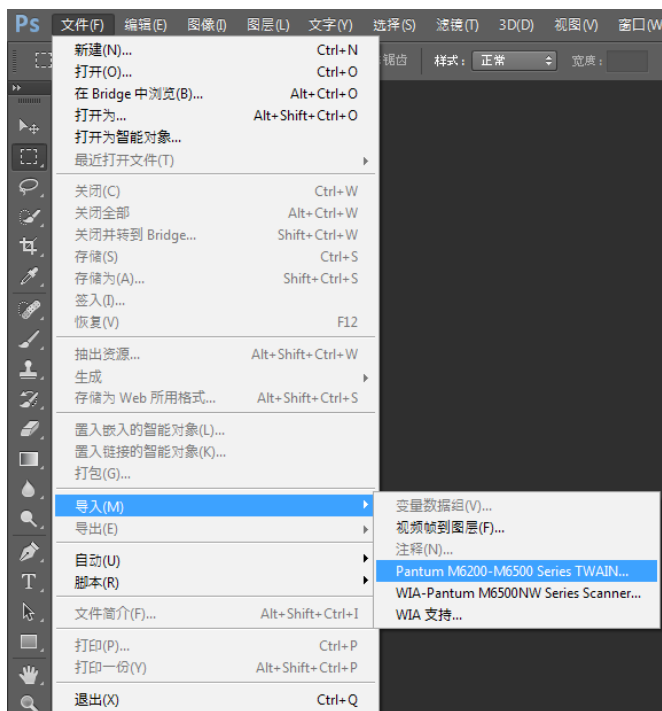 Ps 文件(F) 编辑(E) 图像(I) 图层(L) 文字(Y) 选择(S) 滤镜(T) 3D(D) 视图(V) 窗口(W
锯齿 样式： 正常 宽度：
新建(N)... Ctrl+N
打开(O)... Ctrl+O
在 Bridge 中浏览(B)... Alt+Ctrl+O
打开为... Alt+Shift+Ctrl+O
打开为智能对象...
最近打开文件(T)
关闭(C) Ctrl+W
关闭全部 Alt+Ctrl+W
关闭并转到 Bridge... Shift+Ctrl+W
存储(S) Ctrl+S
存储为(A)... Shift+Ctrl+S
签入(I)...
恢复(V) F12
抽出资源... Alt+Shift+Ctrl+W
生成
存储为 Web 所用格式... Alt+Shift+Ctrl+S
置入嵌入的智能对象(L)...
置入链接的智能对象(K)...
打包(G)...
导入(M)
变量数据组(V)...
导出(E)
视频帧到图层(F)...
注释(N)...
自动(U)
Pantum M6200-M6500 Series TWAIN...
脚本(R)
WIA-Pantum M6500NW Series Scanner...
文件简介(F)... Alt+Shift+Ctrl+I
WIA 支持...
打印(P)... Ctrl+P
打印一份(Y) Alt+Shift+Ctrl+P
退出(X) Ctrl+Q